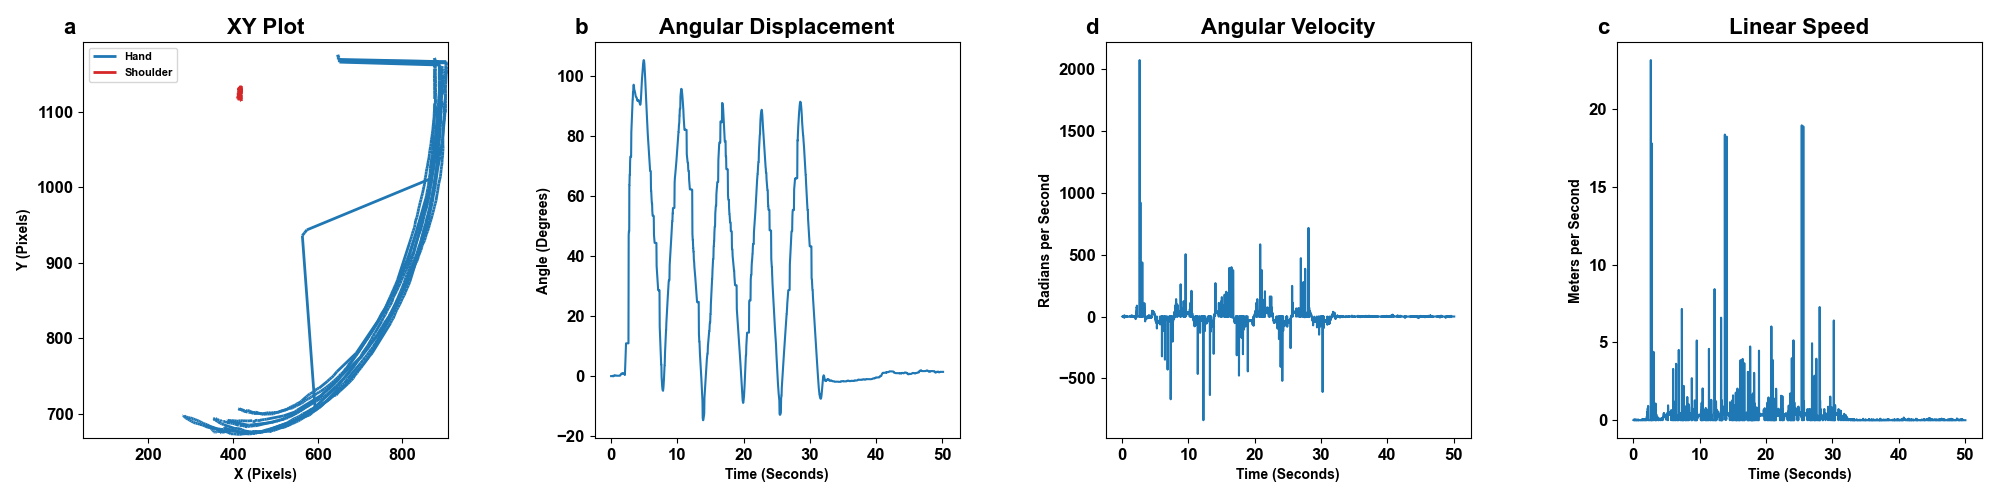 a
XY Plot
Hand
Shoulder
1100
1000
900
800
700
Y (Pixels)
200
400
600
800
X (Pixels)
b
Angular Displacement
100
80
60
40
20
0
−20
Angle (Degrees)
0
10
20
30
40
50
Time (Seconds)
d
Angular Velocity
2000
1500
1000
500
0
−500
Radians per Second
0
10
20
30
40
50
Time (Seconds)
c
Linear Speed
20
15
10
5
0
Meters per Second
0
10
20
30
40
50
Time (Seconds)